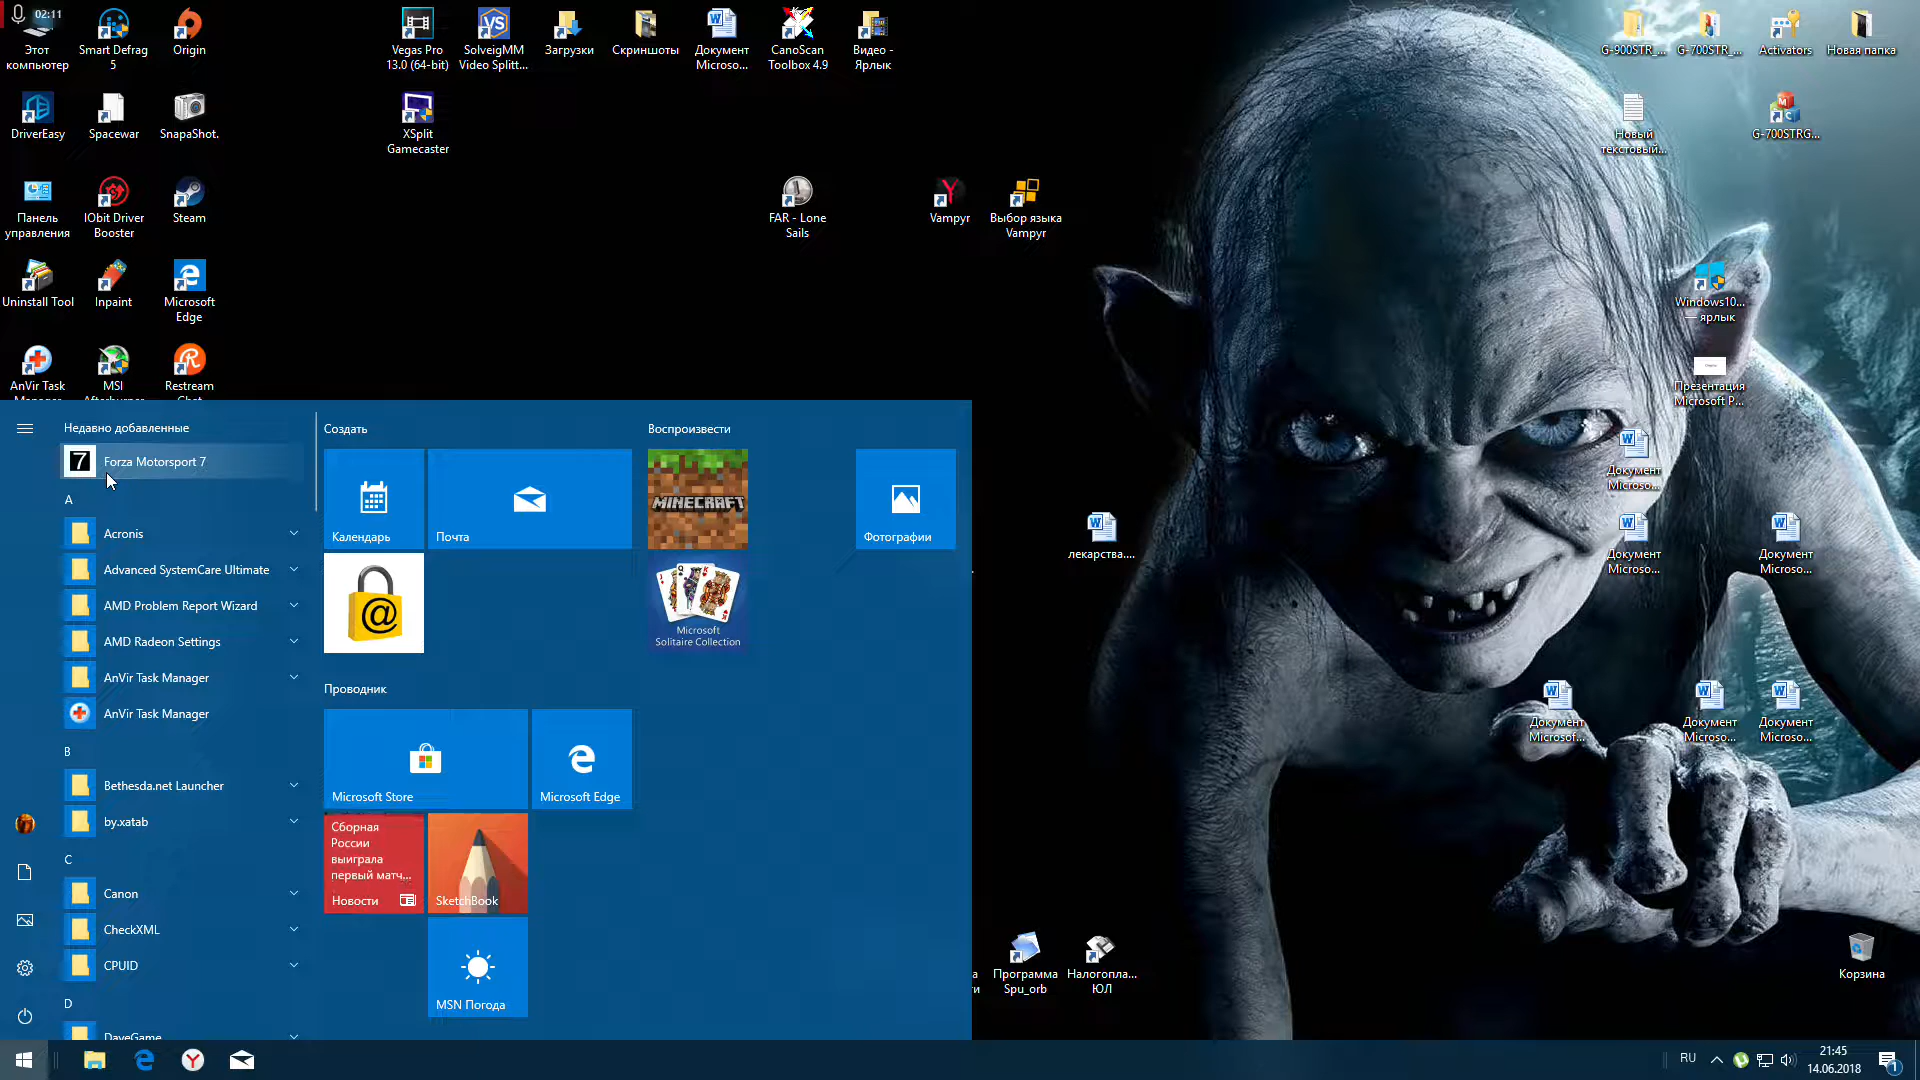 02:11
Этот
компьютер
Smart Defrag
5
Origin
Vegas Pro
13.0 (64-bit)
SolveigMM
Video Splitt...
Загрузки
Скриншоты
Документ
Microso...
CanoScan
Toolbox 4.9
Видео -
Ярлык
G-900STR_...
G-700STR_...
Activators
Новая папка
DriverEasy
Spacewar
SnapaShot.
XSplit
Gamecaster
Новый
текстовый...
G-700STRG...
Панель
управления
IObit Driver
Booster
Steam
FAR - Lone
Sails
Vampyr
Выбор языка
Vampyr
Uninstall Tool
Inpaint
Microsoft
Edge
Windows10...
— ярлык
AnVir Task
MSI
Restream
Презентация
Microsoft P...
Недавно добавленные
Forza Motorsport 7
A
Acronis
Advanced SystemCare Ultimate
AMD Problem Report Wizard
AMD Radeon Settings
AnVir Task Manager
AnVir Task Manager
B
Bethesda.net Launcher
by.xatab
C
Canon
CheckXML
CPUID
D
DaveGame
Создать
Календарь
Почта
Воспроизвести
MINECRAFT
Фотографии
Microsoft
Solitaire Collection
Проводник
Microsoft Store
Microsoft Edge
Сборная
России
выиграла
первый матч...
Новости
SketchBook
MSN Погода
Документ
Microso...
лекарства....
Документ
Microso...
Документ
Microso...
Документ
Microsof...
Документ
Microso...
Документ
Microso...
Программа
Spu_orb
Налогопла...
ЮЛ
Корзина
RU
21:45
14.06.2018
1